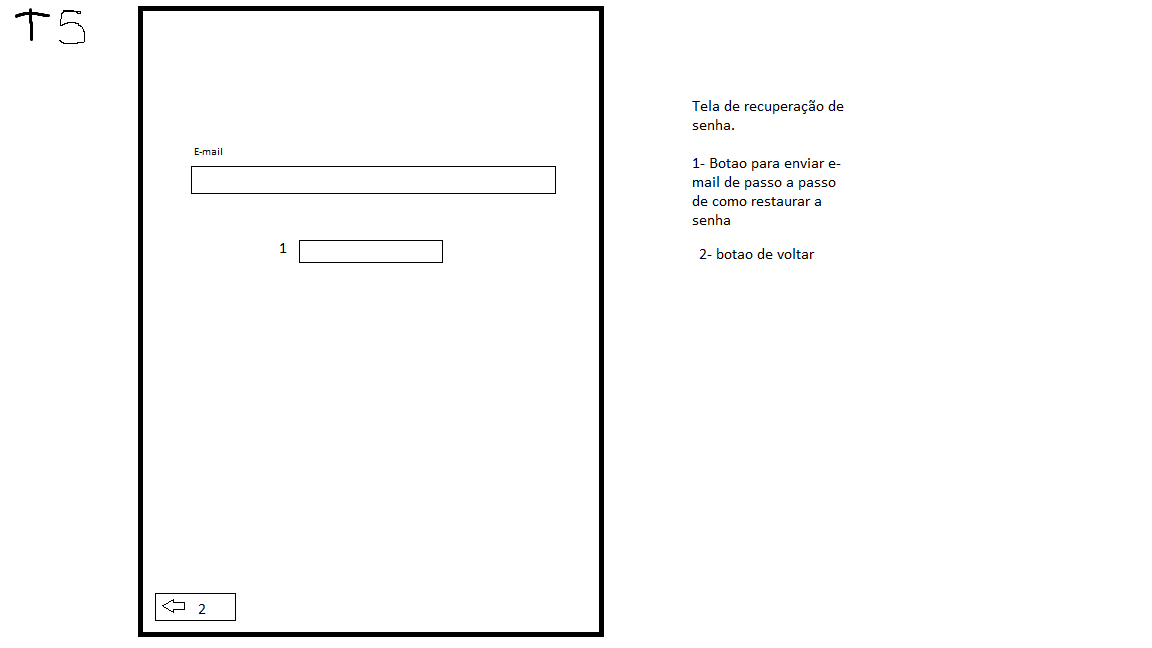 T5
E-mail
1
2
Tela de recuperação de
senha.
1- Botao para enviar e-
mail de passo a passo
de como restaurar a
senha
2- botao de voltar